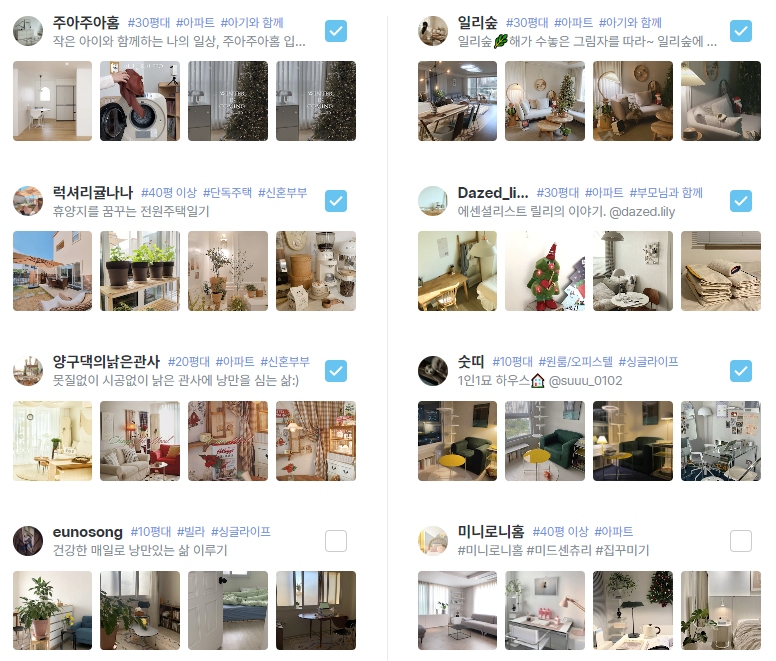 주아주아홈 #30평대 #아파트 #아기와 함께
작은 아이와 함께하는 나의 일상, 주아주아홈 입...
WINTER
IS
COMING
WINTER
IS
COMING
일리숲 #30평대 #아파트 #아기와 함께
일리숲🌿해가 수놓은 그림자를 따라~ 일리숲에 ...
럭셔리귤나나 #40평 이상 #단독주택 #신혼부부
휴양지를 꿈꾸는 전원주택일기
Dazed_li... #30평대 #아파트 #부모님과 함께
에센셜리스트 릴리의 이야기. @dazed.lily
양구댁의낡은관사 #20평대 #아파트 #신혼부부
못질없이 시공없이 낡은 관사에 낭만을 심는 삶:)
숫띠 #10평대 #원룸/오피스텔 #싱글라이프
1인1묘 하우스🏠 @suuu_0102
eunosong #10평대 #빌라 #싱글라이프
건강한 매일로 낭만있는 삶 이루기
미니로니홈 #40평 이상 #아파트
#미니로니홈 #미드센츄리 #집꾸미기